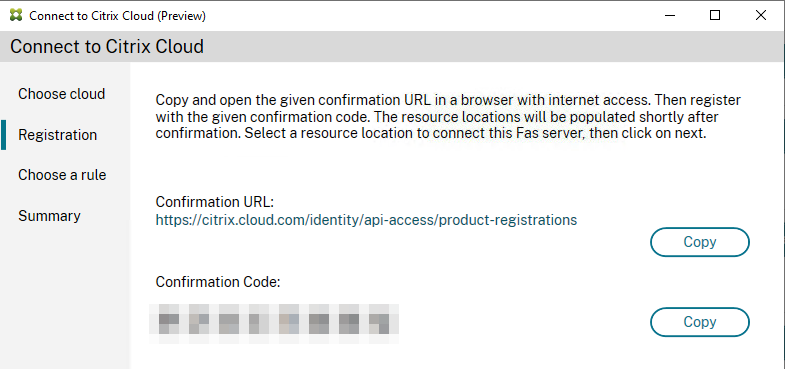 Connect to Citrix Cloud (Preview)
Connect to Citrix Cloud
Choose cloud
Registration
Choose a rule
Summary
Copy and open the given confirmation URL in a browser with internet access. Then register
with the given confirmation code. The resource locations will be populated shortly after
confirmation. Select a resource location to connect this Fas server, then click on next.
Confirmation URL:
https://citrix.cloud.com/identity/api-access/product-registrations
Copy
Confirmation Code:
Copy